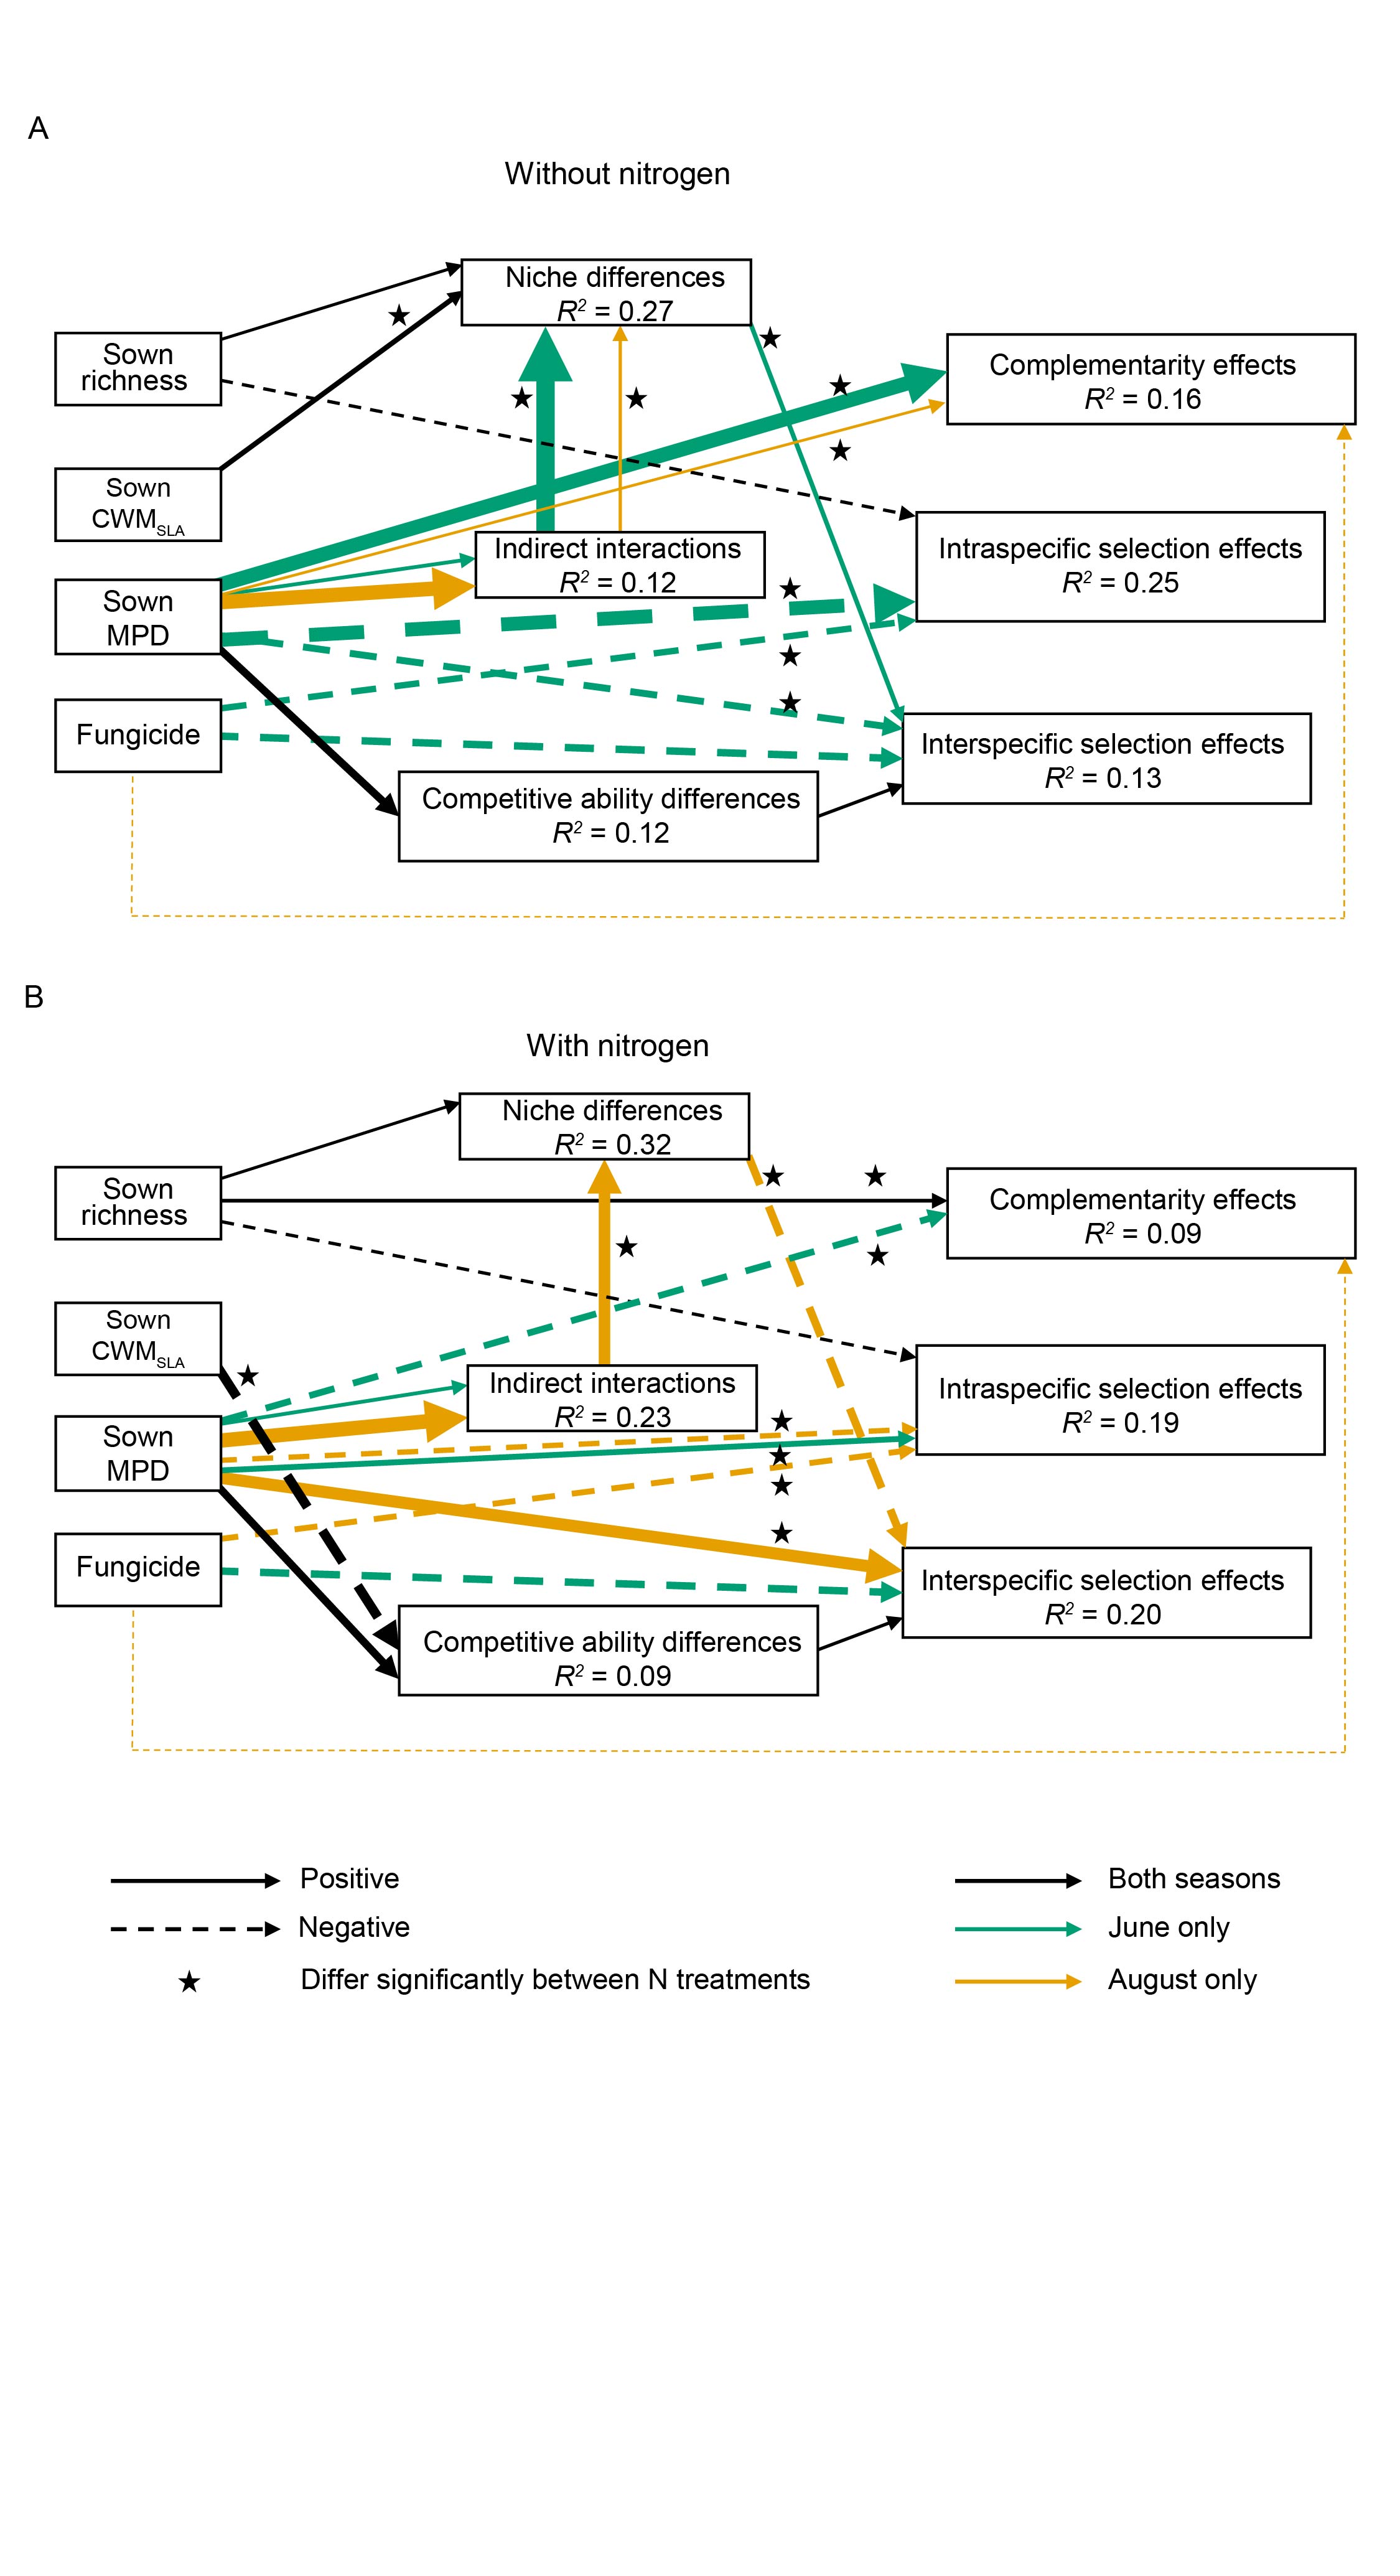 A
Without nitrogen
Niche differences
R² = 0.27
Sown
richness
Complementarity effects
R² = 0.16
Sown
CWMSLA
Indirect interactions
R² = 0.12
Intraspecific selection effects
R² = 0.25
Sown
MPD
Fungicide
Interspecific selection effects
R² = 0.13
Competitive ability differences
R² = 0.12
B
With nitrogen
Niche differences
R² = 0.32
Sown
richness
Complementarity effects
R² = 0.09
Sown
CWMSLA
Indirect interactions
R² = 0.23
Intraspecific selection effects
R² = 0.19
Sown
MPD
Fungicide
Interspecific selection effects
R² = 0.20
Competitive ability differences
R² = 0.09
Positive
Negative
Differ significantly between N treatments
Both seasons
June only
August only